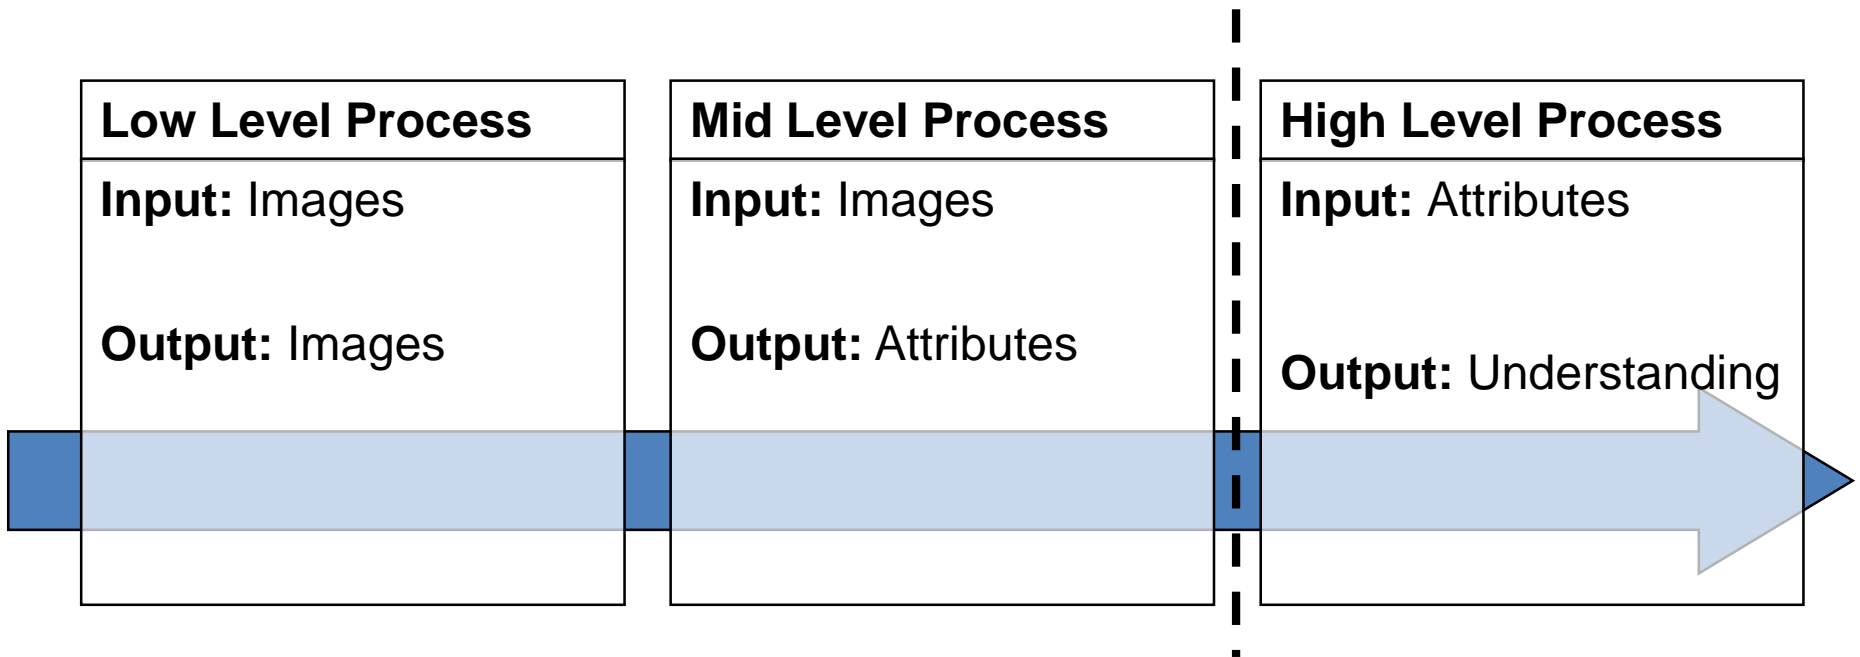 Low Level Process
Input: Images
Output: Images
Mid Level Process
Input: Images
Output: Attributes
High Level Process
Input: Attributes
Output: Understanding